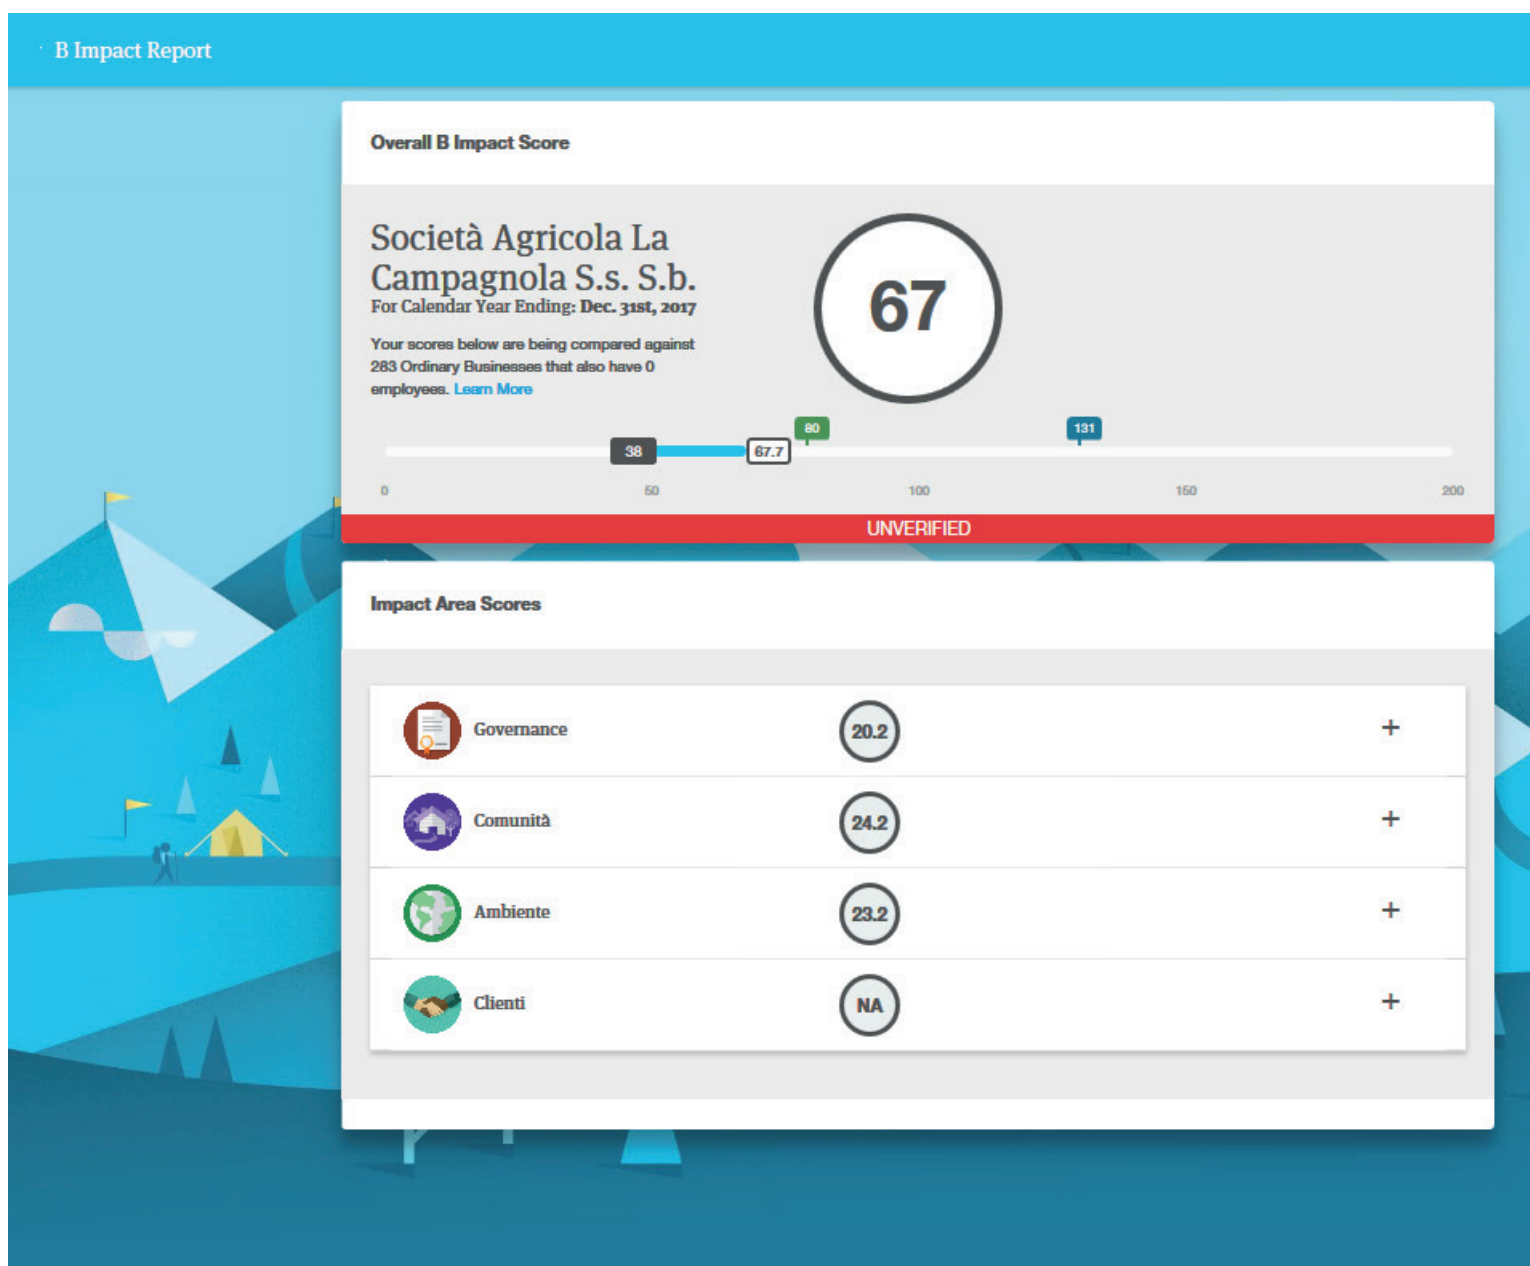 B Impact Report
Overall B Impact Score
Società Agricola La
Campagnola S.s. S.b.
For Calendar Year Ending: Dec. 31st, 2017
Your scores below are being compared against
283 Ordinary Businesses that also have 0
employees. Learn More
67
80
131
38
67.7
0
50
100
150
200
UNVERIFIED
Impact Area Scores
Governance
20.2
+
Comunità
24.2
+
Ambiente
23.2
+
Clienti
NA
+